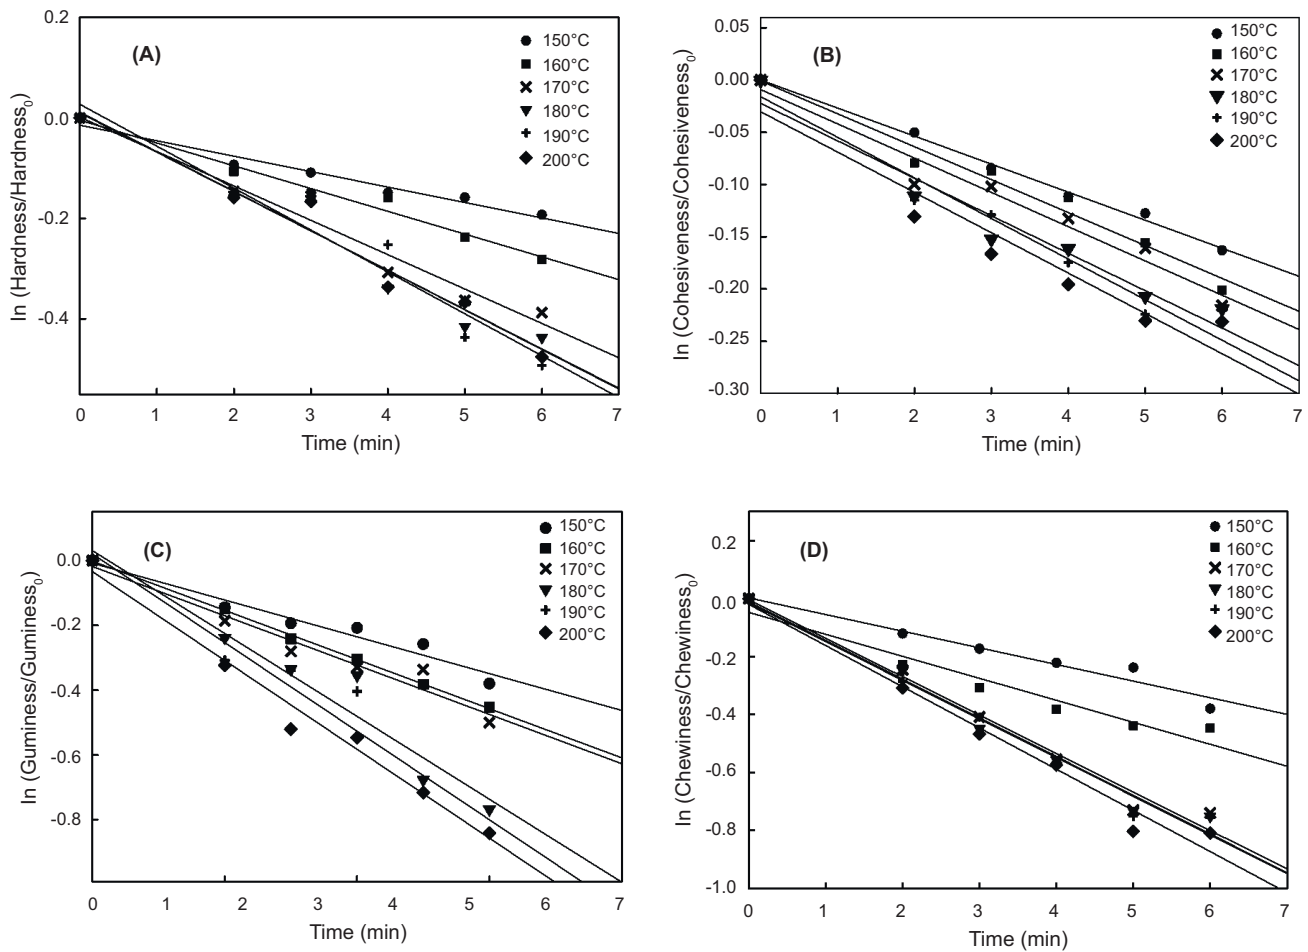 (A)
150°C
160°C
170°C
180°C
190°C
200°C
0.2
0.0
-0.2
-0.4
ln (Hardness/Hardness0)
0 1 2 3 4 5 6 7
Time (min)
(B)
150°C
160°C
170°C
180°C
190°C
200°C
0.05
0.00
-0.05
-0.10
-0.15
-0.20
-0.25
-0.30
ln (Cohesiveness/Cohesiveness0)
0 1 2 3 4 5 6 7
Time (min)
(C)
150°C
160°C
170°C
180°C
190°C
200°C
0.0
-0.2
-0.4
-0.6
-0.8
ln (Guminess/Guminess0)
0 1 2 3 4 5 6 7
Time (min)
(D)
150°C
160°C
170°C
180°C
190°C
200°C
0.2
0.0
-0.2
-0.4
-0.6
-0.8
-1.0
ln (Chewiness/Chewiness0)
0 1 2 3 4 5 6 7
Time (min)